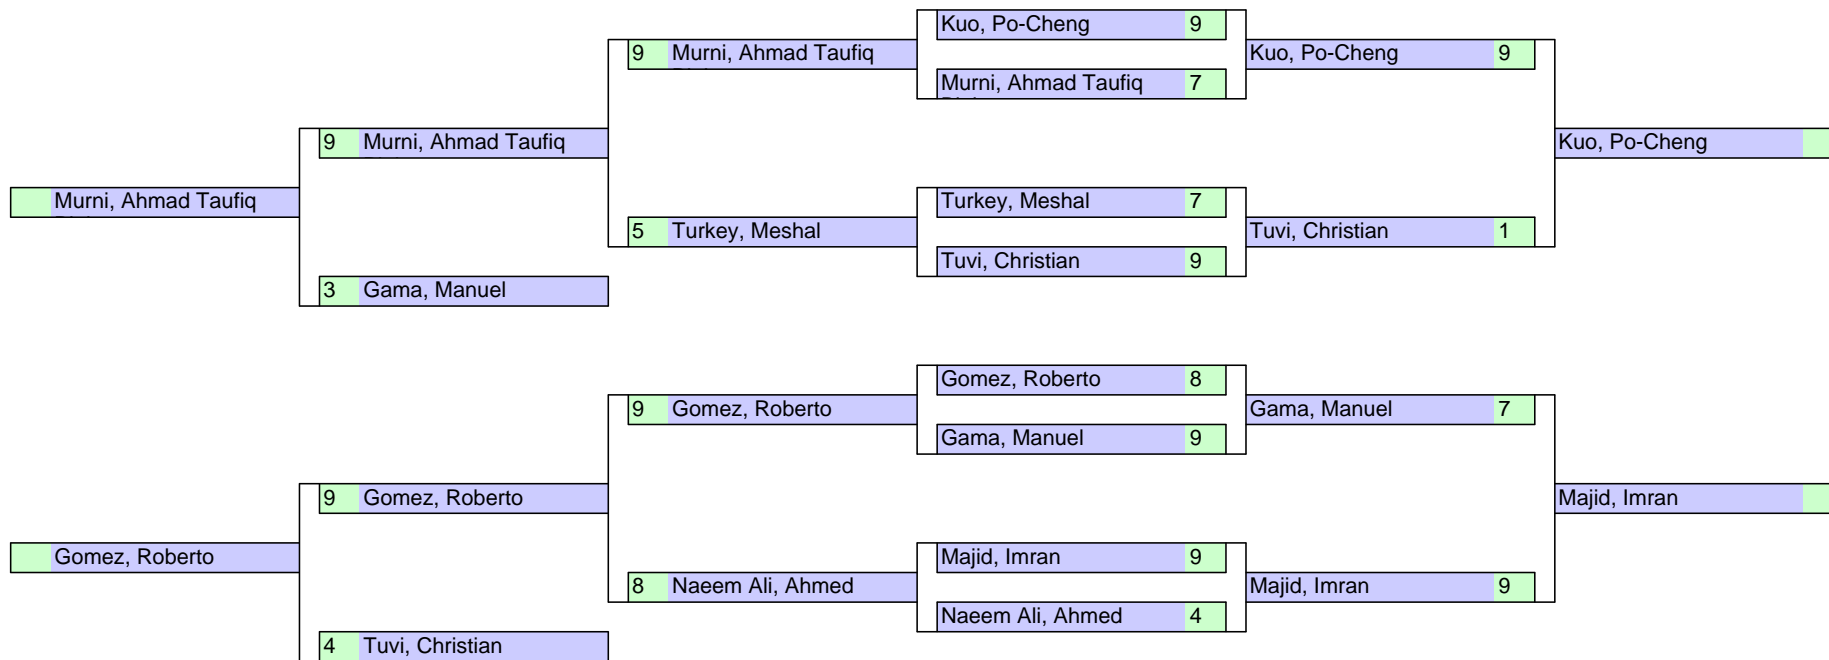 Kuo, Po-Cheng 9
9 Murni, Ahmad Taufiq Kuo, Po-Cheng 9
Murni, Ahmad Taufiq 7
9 Murni, Ahmad Taufiq Kuo, Po-Cheng
Murni, Ahmad Taufiq Turkey, Meshal 7
5 Turkey, Meshal Tuvi, Christian 1
Tuvi, Christian 9
3 Gama, Manuel
Gomez, Roberto 8
9 Gomez, Roberto Gama, Manuel 7
Gama, Manuel 9
9 Gomez, Roberto Majid, Imran
Gomez, Roberto Majid, Imran 9
8 Naeem Ali, Ahmed Majid, Imran 9
Naeem Ali, Ahmed 4
4 Tuvi, Christian